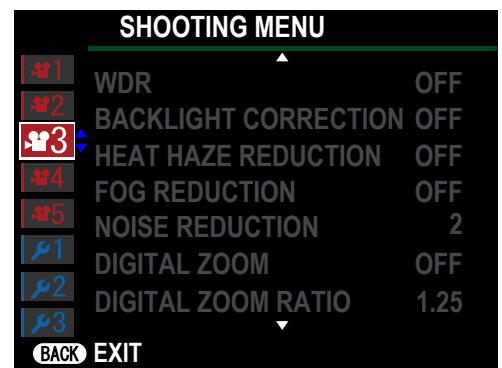 SHOOTING MENU
1
2
3
4
5
1
2
3
WDR OFF
BACKLIGHT CORRECTION OFF
HEAT HAZE REDUCTION OFF
FOG REDUCTION OFF
NOISE REDUCTION 2
DIGITAL ZOOM OFF
DIGITAL ZOOM RATIO 1.25
BACK EXIT